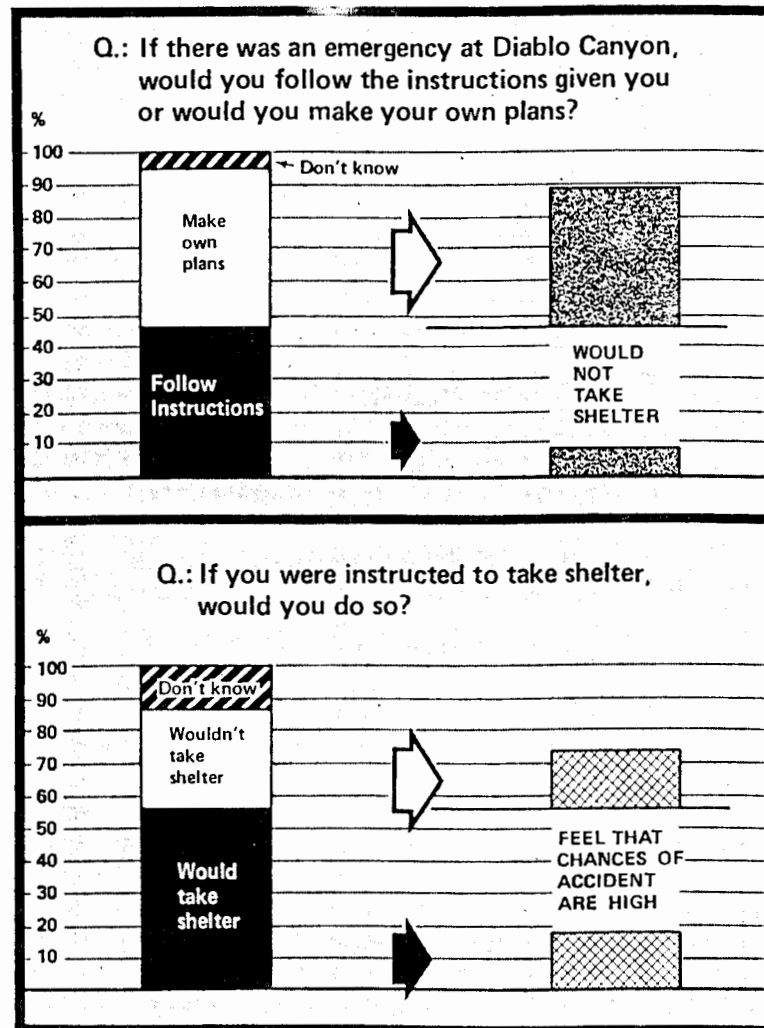 Q.: If there was an emergency at Diablo Canyon,
would you follow the instructions given you
or would you make your own plans?
%
100
90
80
70
60
50
40
30
20
10
Don't know
Make
own
plans
Follow
Instructions
WOULD
NOT
TAKE
SHELTER
Q.: If you were instructed to take shelter,
would you do so?
%
100
90
80
70
60
50
40
30
20
10
Don't know
Wouldn't
take
shelter
Would
take
shelter
FEEL THAT
CHANCES OF
ACCIDENT
ARE HIGH